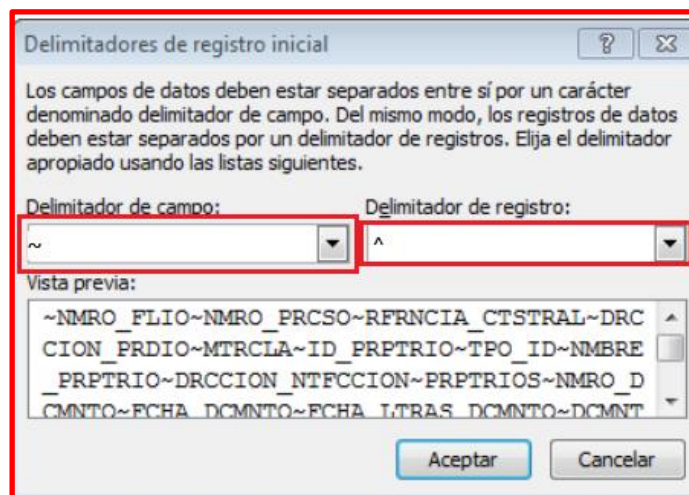 Delimitadores de registro inicial
Los campos de datos deben estar separados entre sí por un carácter
denominado delimitador de campo. Del mismo modo, los registros de datos
deben estar separados por un delimitador de registros. Elija el delimitador
apropiado usando las listas siguientes.
Delimitador de campo: Delimitador de registro:
~ ^
Vista previa:
~NMRO_FLIO~NMRO_PRCSO~RFRNCIA_CTSTRAL~DRC
CION_PRDIO~MTRCLA~ID_PRPTRIO~TPO_ID~NMBRE
_PRPTRIO~DRCCION_NTFCCION~PRPTRIOS~NMRO_D
CMNTO~FCHA_DCMNTO~FCHA_LTRAS_DCMNTO~DCMNT
Aceptar Cancelar